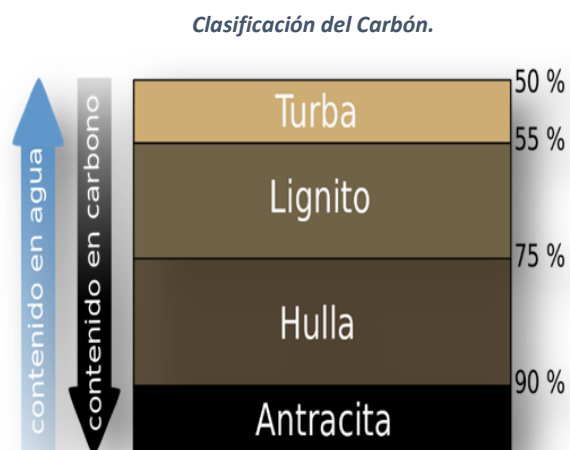 Clasificación del Carbón.
contenido en agua
contenido en carbono
50 %
Turba
55 %
Lignito
75 %
Hulla
90 %
Antracita